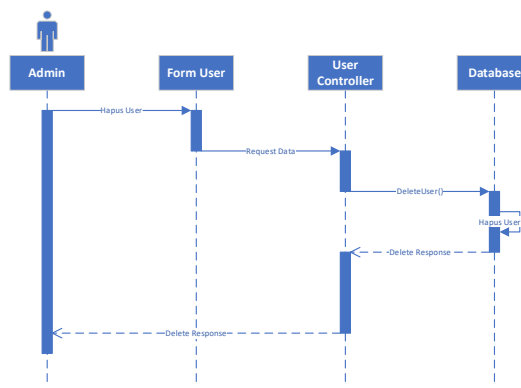 Admin
Form User
User
Controller
Database
Hapus User
Request Data
DeleteUser()
Hapus User
Delete Response
Delete Response